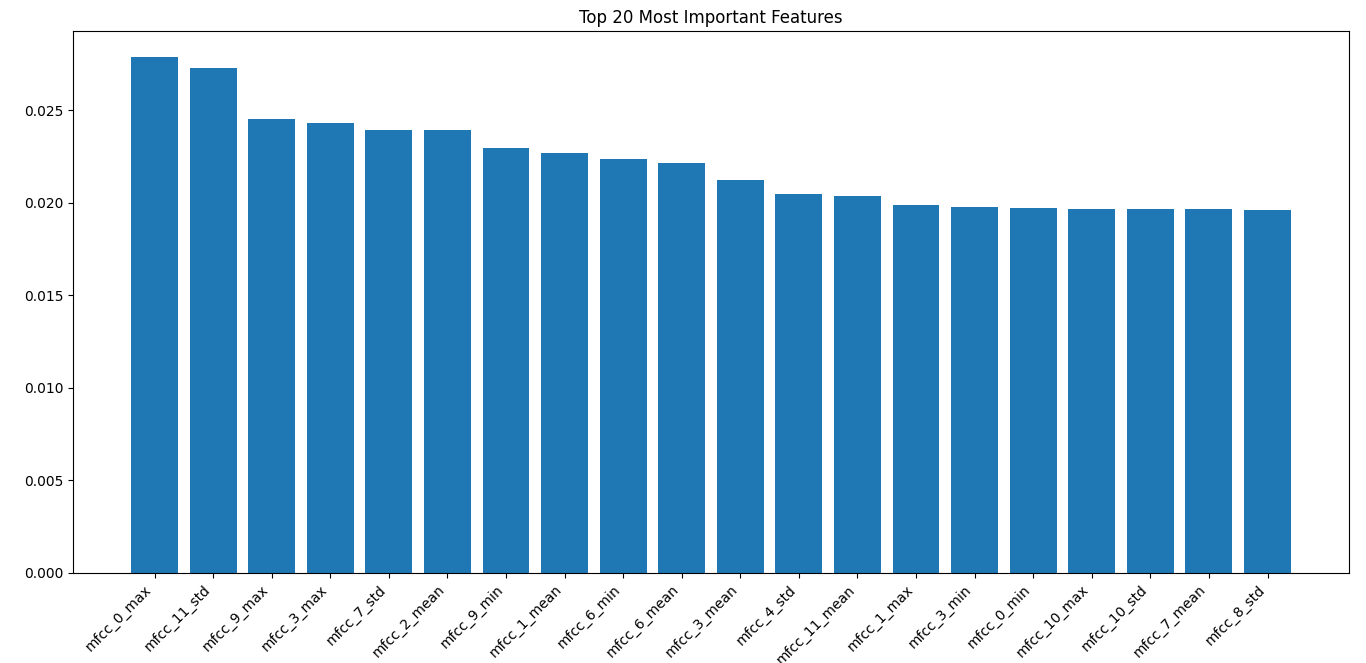 Top 20 Most Important Features
0.025
0.020
0.015
0.010
0.005
0.000
mfcc_0_max
mfcc_11_std
mfcc_9_max
mfcc_3_max
mfcc_7_std
mfcc_2_mean
mfcc_9_min
mfcc_1_mean
mfcc_6_min
mfcc_6_mean
mfcc_3_mean
mfcc_4_std
mfcc_11_mean
mfcc_1_max
mfcc_3_min
mfcc_0_min
mfcc_10_max
mfcc_10_std
mfcc_7_mean
mfcc_8_std